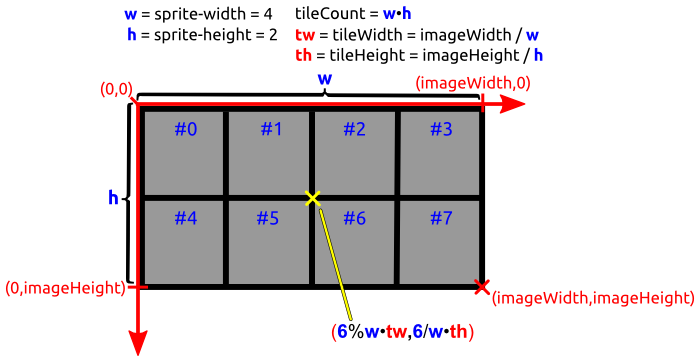 w = sprite-width = 4
h = sprite-height = 2
tileCount = w•h
tw = tileWidth = imageWidth / w
th = tileHeight = imageHeight / h
w
(0,0)
(imageWidth,0)
#0 #1 #2 #3
h
#4 #5 #6 #7
(0,imageHeight)
(imageWidth,imageHeight)
(6%w•tw,6/w•th)